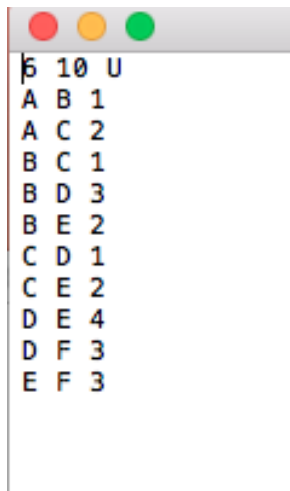 6 10 U
A B 1
A C 2
B C 1
B D 3
B E 2
C D 1
C E 2
D E 4
D F 3
E F 3